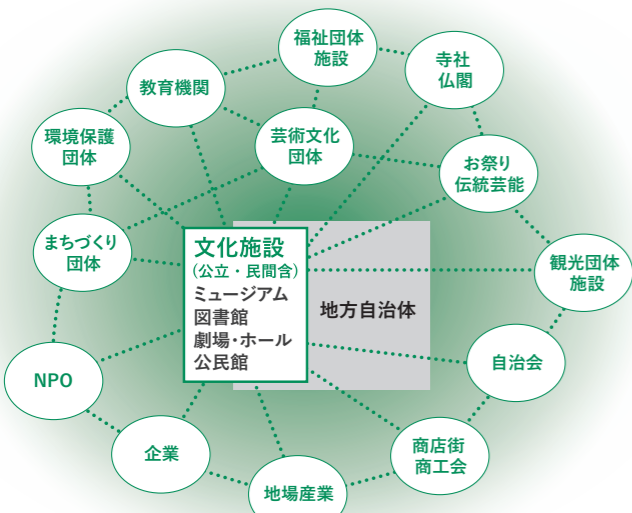 福祉団体
施設
寺社
仏閣
教育機関
環境保護
団体
芸術文化
団体
お祭り
伝統芸能
まちづくり
団体
文化施設
(公立・民間含)
ミュージアム
図書館
劇場・ホール
公民館
地方自治体
観光団体
施設
自治会
NPO
企業
商店街
商工会
地場産業